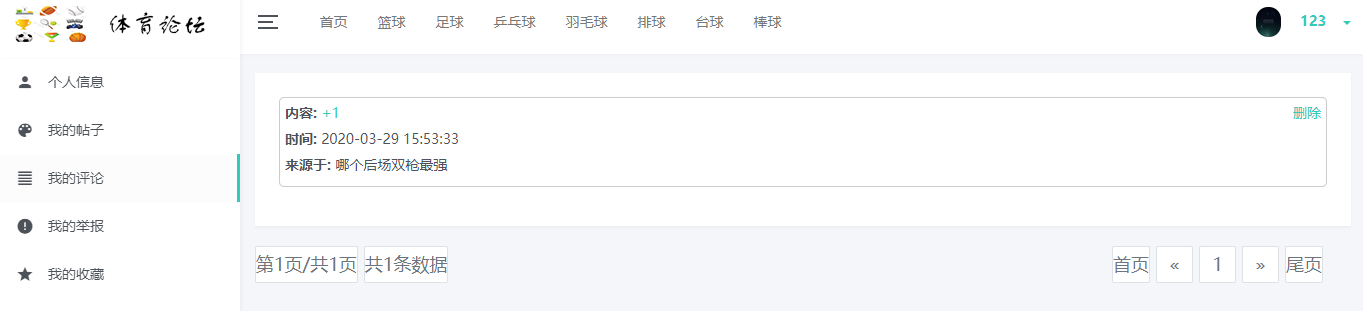 体育论坛
首页 篮球 足球 乒乓球 羽毛球 排球 台球 棒球
123
个人信息
我的帖子
我的评论
我的举报
我的收藏
内容: +1 删除
时间: 2020-03-29 15:53:33
来源于: 哪个后场双枪最强
第1页/共1页 共1条数据 首页 « 1 » 尾页